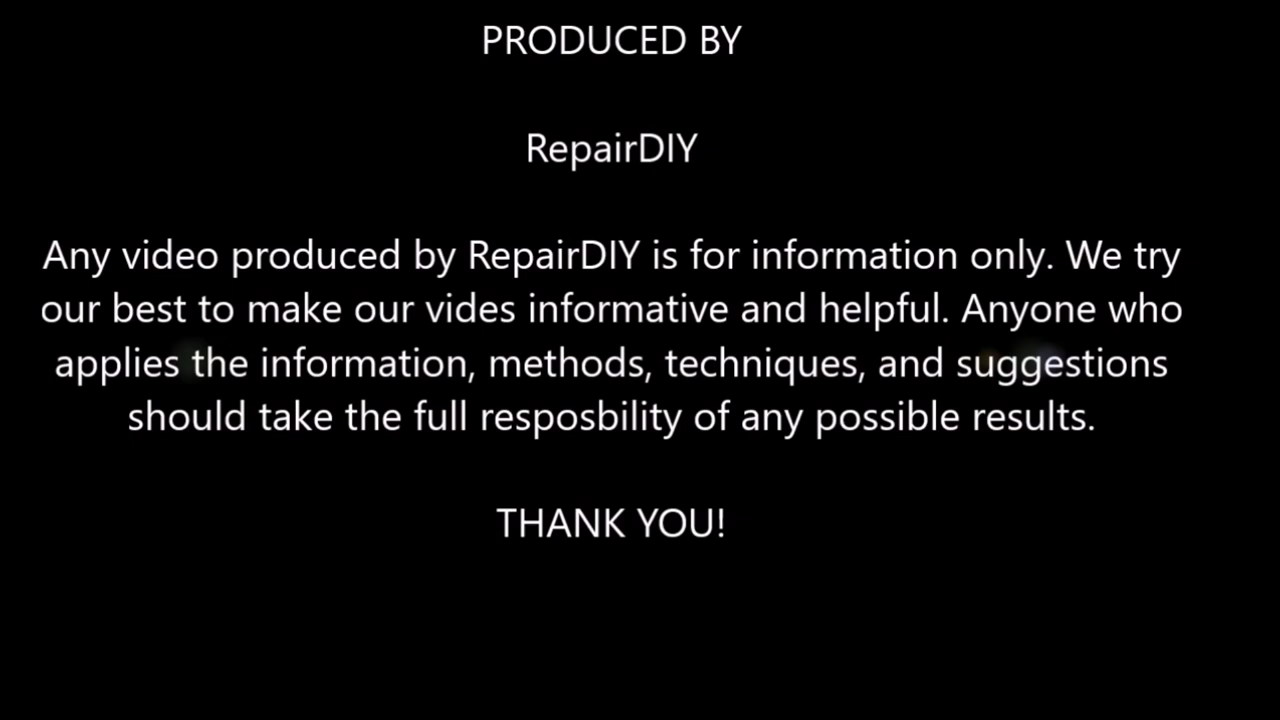 PRODUCED BY
RepairDIY
Any video produced by RepairDIY is for information only. We try
our best to make our vides informative and helpful. Anyone who
applies the information, methods, techniques, and suggestions
should take the full resposbility of any possible results.
THANK YOU!